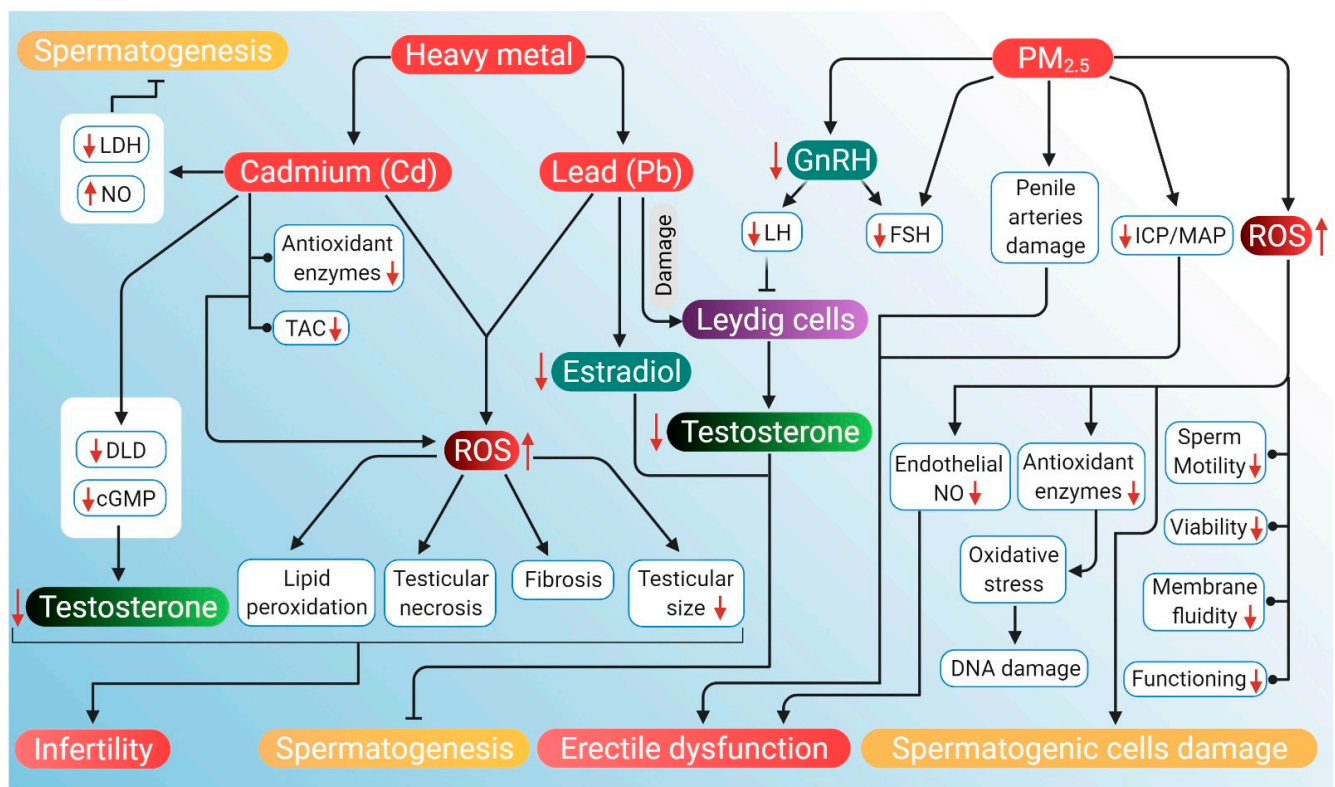 Spermatogenesis
Heavy metal
PM2.5
LDH
NO
Cadmium (Cd)
Lead (Pb)
GnRH
Penile
arteries
damage
LH
FSH
ICP/MAP
ROS
Antioxidant
enzymes
TAC
Damage
Leydig cells
Estradiol
Testosterone
DLD
cGMP
ROS
Endothelial
NO
Antioxidant
enzymes
Sperm
Motility
Viability
Oxidative
stress
Membrane
fluidity
DNA damage
Functioning
Testosterone
Lipid
peroxidation
Testicular
necrosis
Fibrosis
Testicular
size
Infertility
Spermatogenesis
Erectile dysfunction
Spermatogenic cells damage